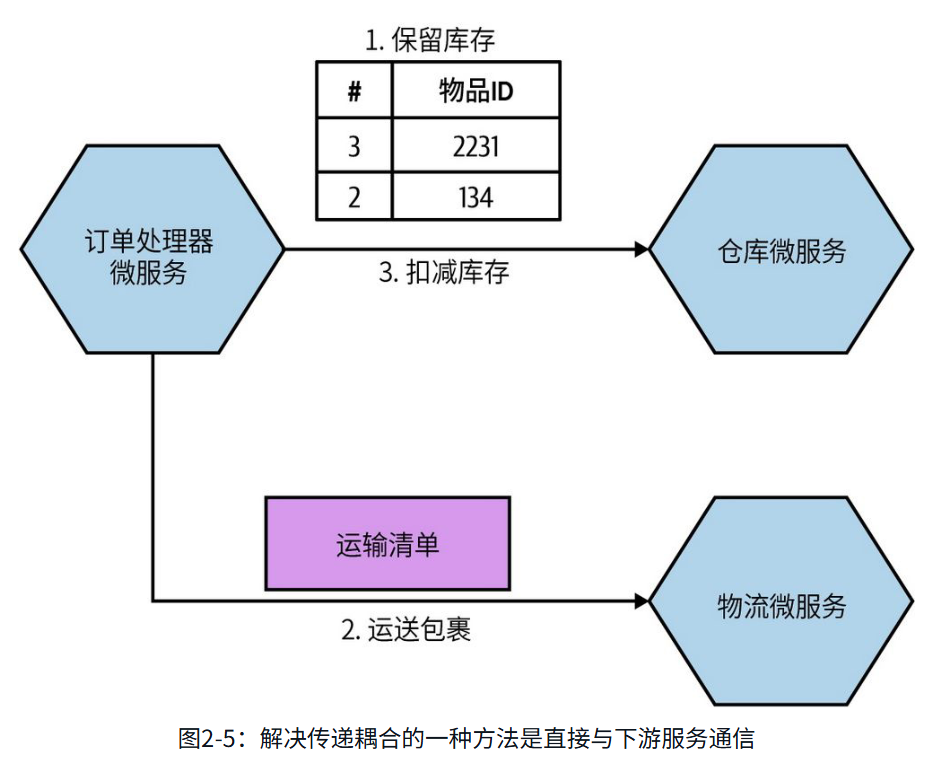 1. 保留库存
# 物品ID
3 2231
2 134
订单处理器
微服务
3. 扣减库存
仓库微服务
运输清单
2. 运送包裹
物流微服务
图2-5：解决传递耦合的一种方法是直接与下游服务通信